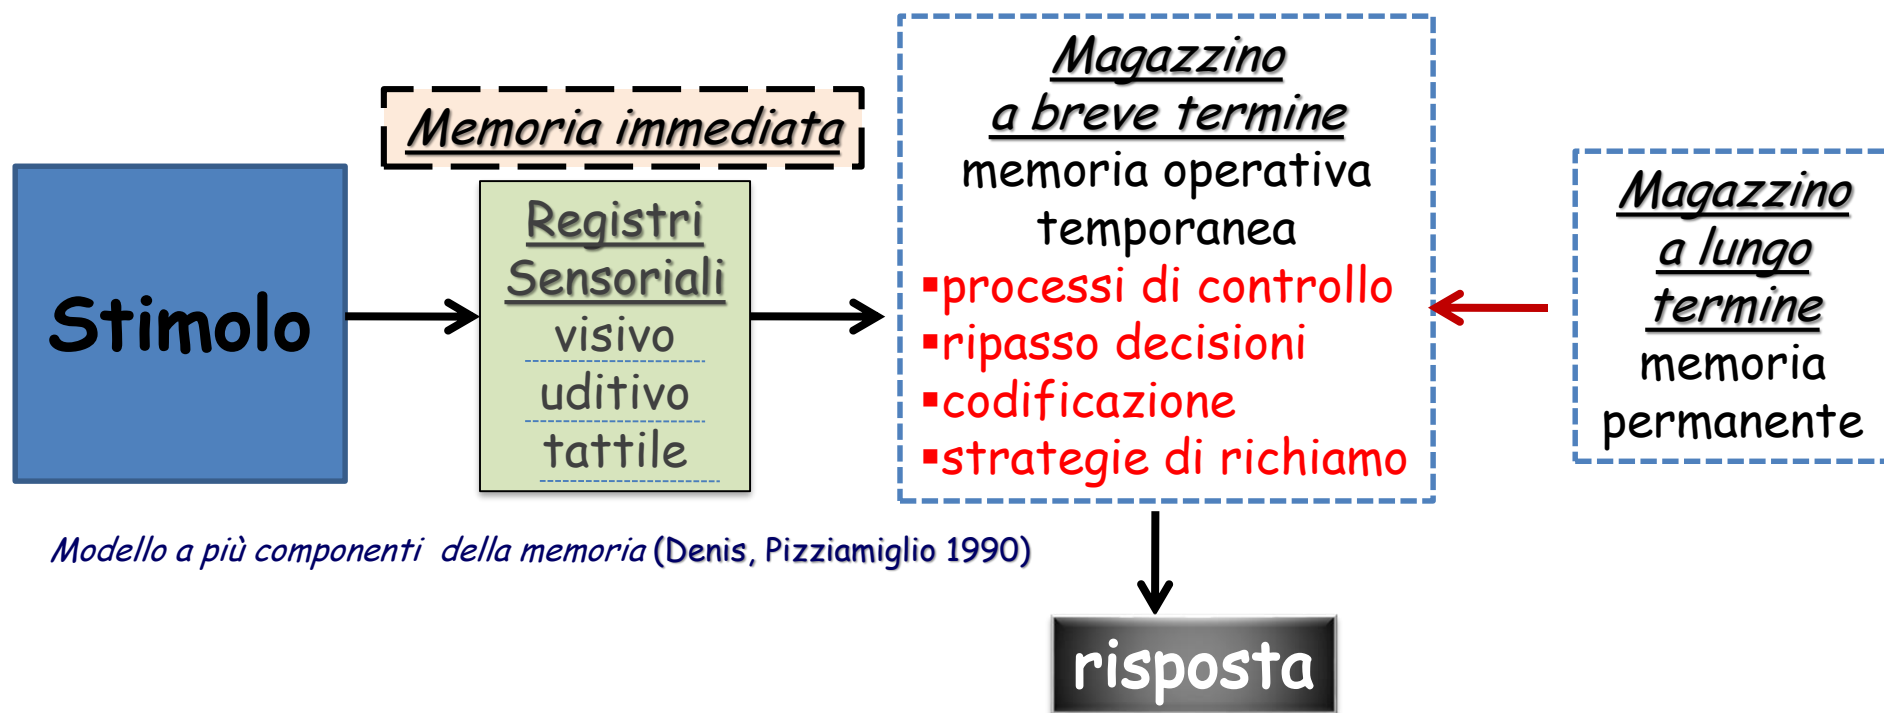 Stimolo
Memoria immediata
Registri
Sensoriali
visivo
uditivo
tattile
Magazzino
a breve termine
memoria operativa
temporanea
▪processi di controllo
▪ripasso decisioni
▪codificazione
▪strategie di richiamo
Magazzino
a lungo
termine
memoria
permanente
Modello a più componenti della memoria (Denis, Pizziamiglio 1990)
risposta